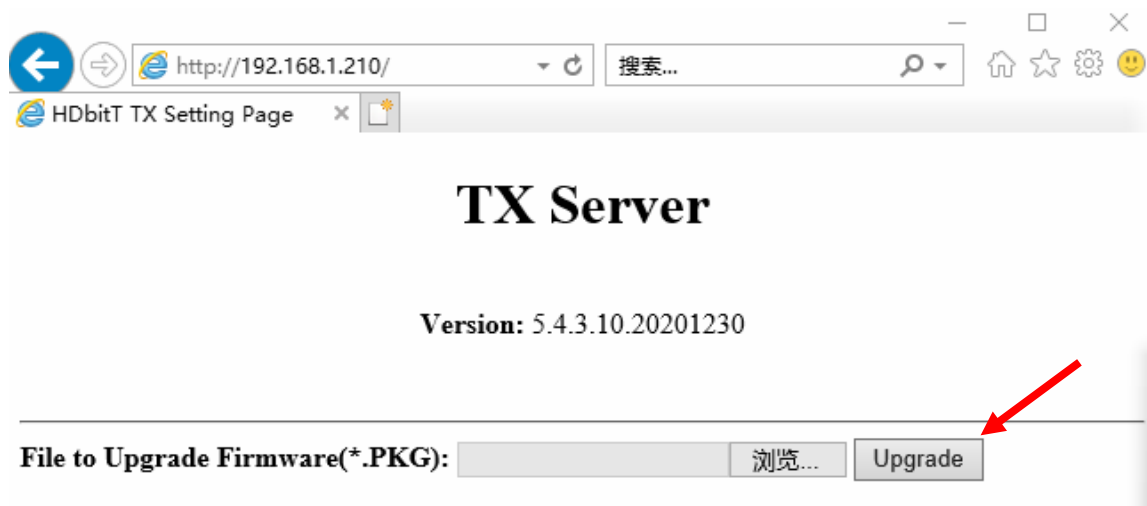 http://192.168.1.210/ 搜索...
HDbitT TX Setting Page
TX Server
Version: 5.4.3.10.20201230
File to Upgrade Firmware(*.PKG): 浏览... Upgrade